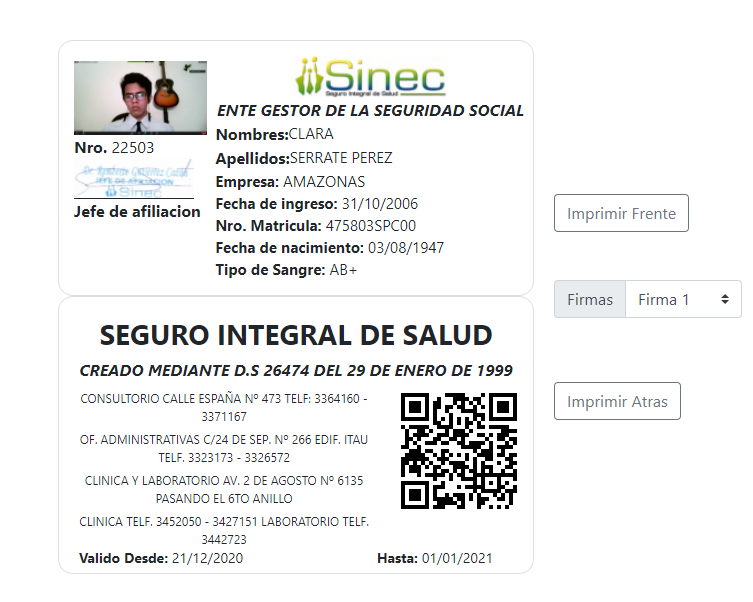 Sinec
Seguro Integral de Salud
ENTE GESTOR DE LA SEGURIDAD SOCIAL
Nro. 22503
JEFE DE AFILIACION
Sinec
Jefe de afiliacion
Nombres:CLARA
Apellidos:SERRATE PEREZ
Empresa: AMAZONAS
Fecha de ingreso: 31/10/2006
Nro. Matricula: 475803SPC00
Fecha de nacimiento: 03/08/1947
Tipo de Sangre: AB+
Imprimir Frente
Firmas Firma 1
SEGURO INTEGRAL DE SALUD
CREADO MEDIANTE D.S 26474 DEL 29 DE ENERO DE 1999
CONSULTORIO CALLE ESPAÑA Nº 473 TELF: 3364160 -
3371167
OF. ADMINISTRATIVAS C/24 DE SEP. Nº 266 EDIF. ITAU
TELF. 3323173 - 3326572
CLINICA Y LABORATORIO AV. 2 DE AGOSTO Nº 6135
PASANDO EL 6TO ANILLO
CLINICA TELF. 3452050 - 3427151 LABORATORIO TELF.
3442723
Valido Desde: 21/12/2020 Hasta: 01/01/2021
Imprimir Atras